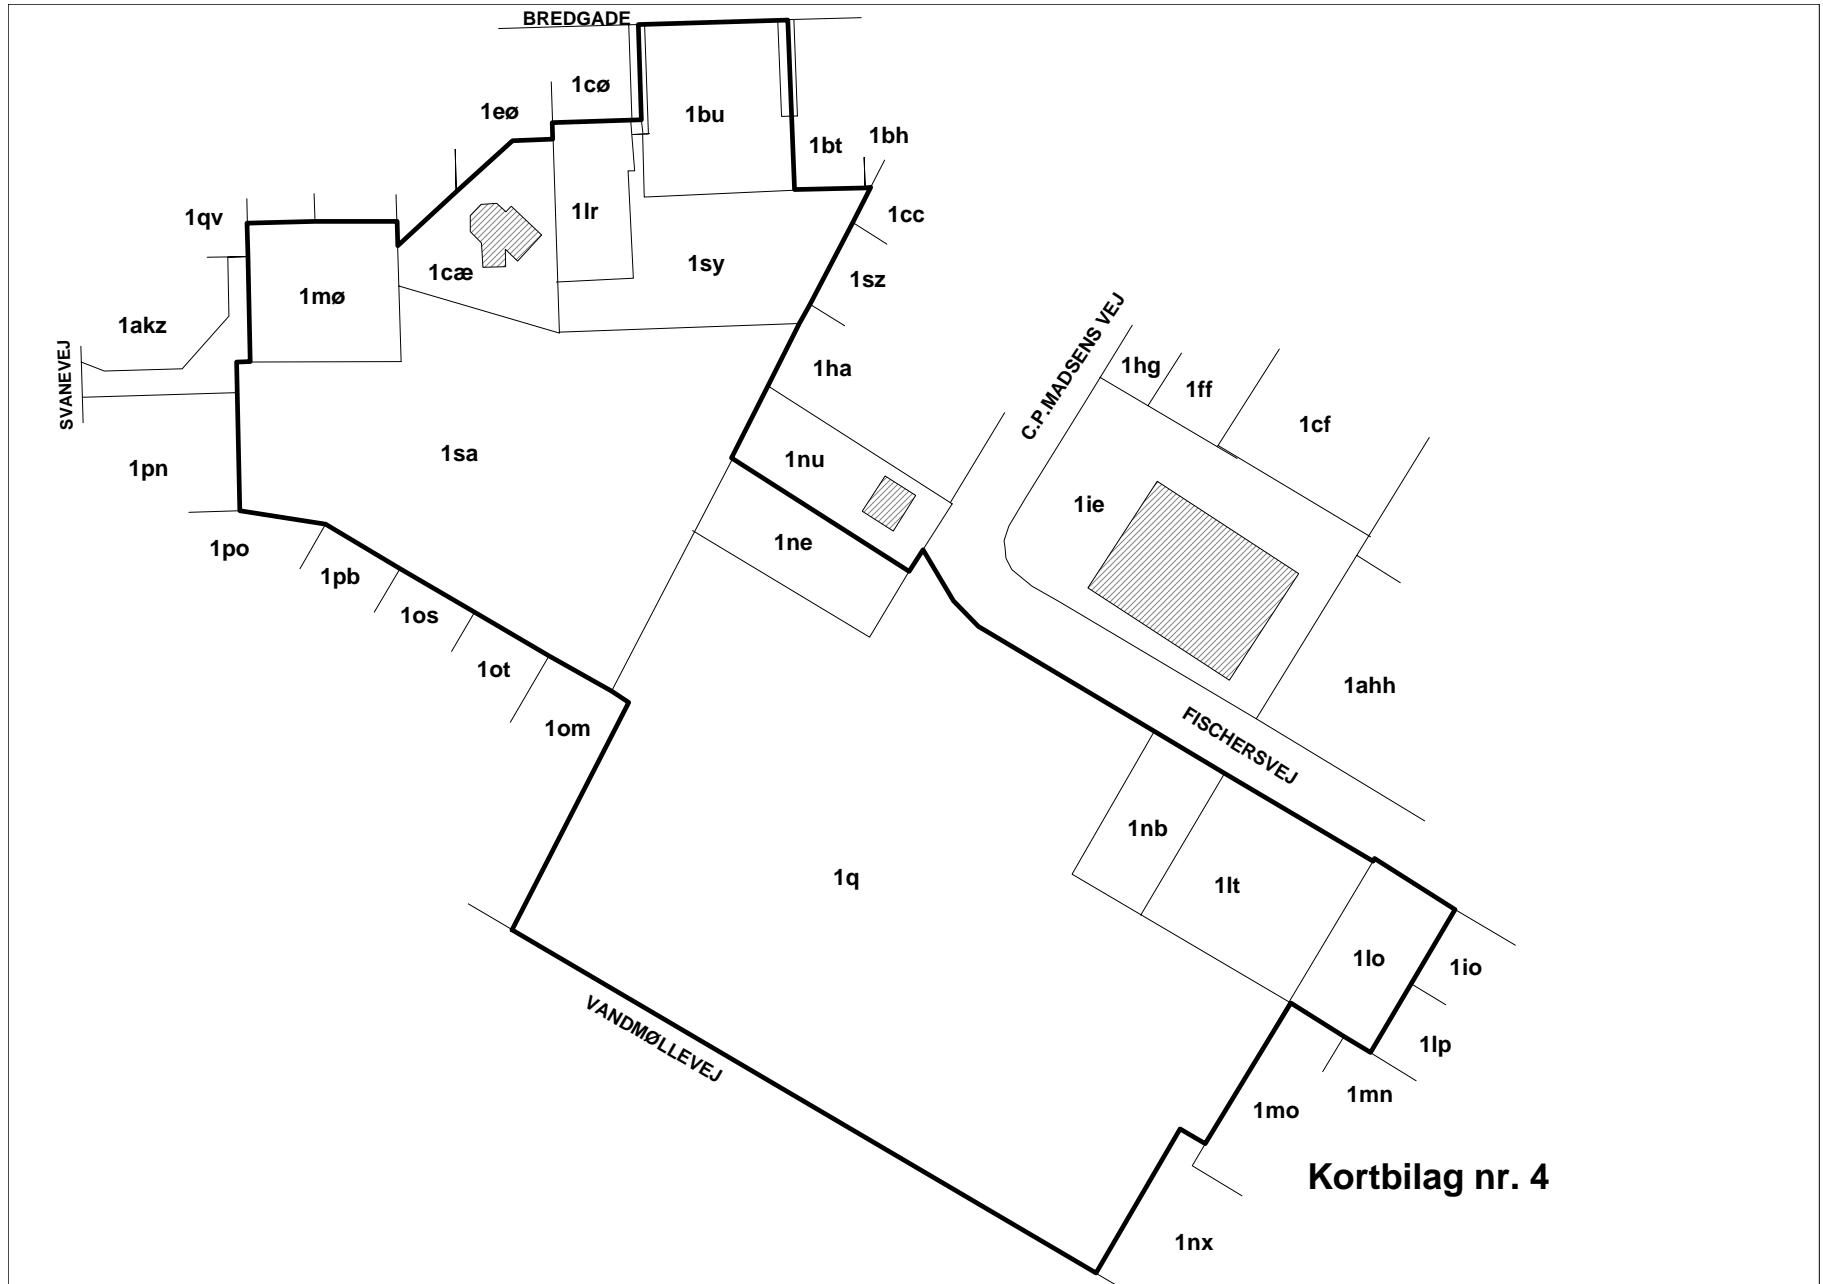 BREDGADE
1cø
1eø
1bu
1bt
1bh
1qv
1lr
1cc
1cæ
1sy
1sz
1mø
1akz
SVANEVEJ
1ha
C.P.MADSENS VEJ
1hg
1ff
1cf
1pn
1sa
1nu
1ie
1ne
1po
1pb
1os
1ot
1om
1ahh
FISCHERSVEJ
1nb
1q
1lt
1lo
1io
VANDMØLLEVEJ
1lp
1mn
1mo
Kortbilag nr. 4
1nx